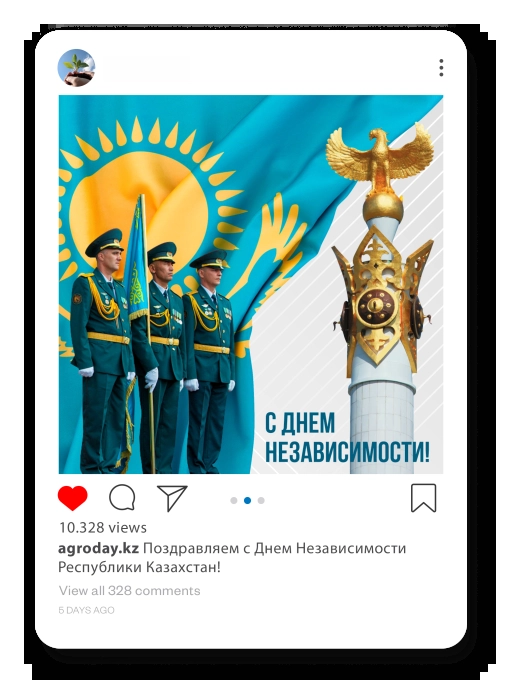 С ДНЕМ
НЕЗАВИСИМОСТИ!
10.328 views
agroday.kz Поздравляем с Днем Независимости
Республики Казахстан!
View all 328 comments
5 DAYS AGO